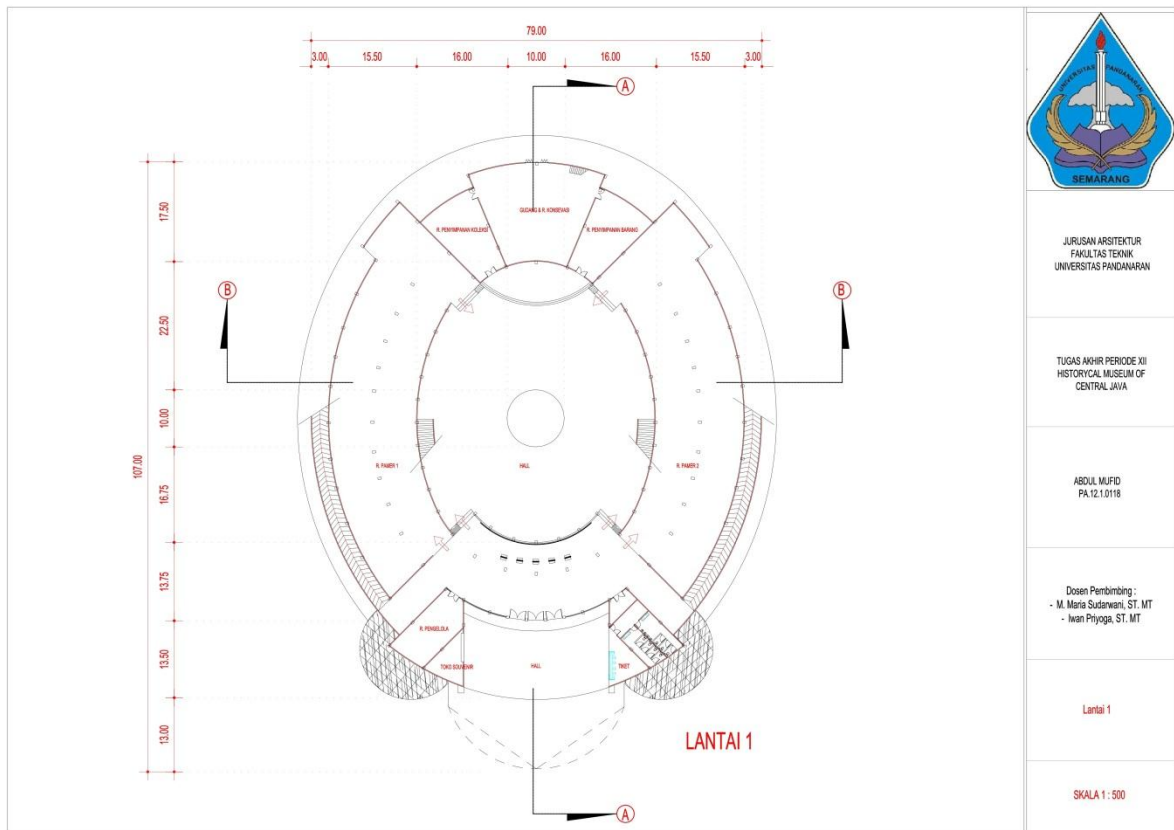 79.00
3.00 15.50 16.00 10.00 16.00 15.50 3.00
A
107.00
17.50
22.50
10.00
16.75
13.75
13.50
13.00
B
B
GUDANG & R. KONSEVASI
R. PENYIMPANAN KOLEKSI
R. PENYIMPANAN BARANG
R. PAMER 1
HALL
R. PAMER 2
R. PENGELOLA
TOKO SOUVENIR
HALL
TIKET
LANTAI 1
A
UNIVERSITAS PANDANARAN
SEMARANG
JURUSAN ARSITEKTUR
FAKULTAS TEKNIK
UNIVERSITAS PANDANARAN
TUGAS AKHIR PERIODE XII
HISTORYCAL MUSEUM OF
CENTRAL JAVA
ABDUL MUFID
PA.12.1.0118
Dosen Pembimbing :
- M. Maria Sudarwani, ST. MT
- Iwan Priyoga, ST. MT
Lantai 1
SKALA 1 : 500